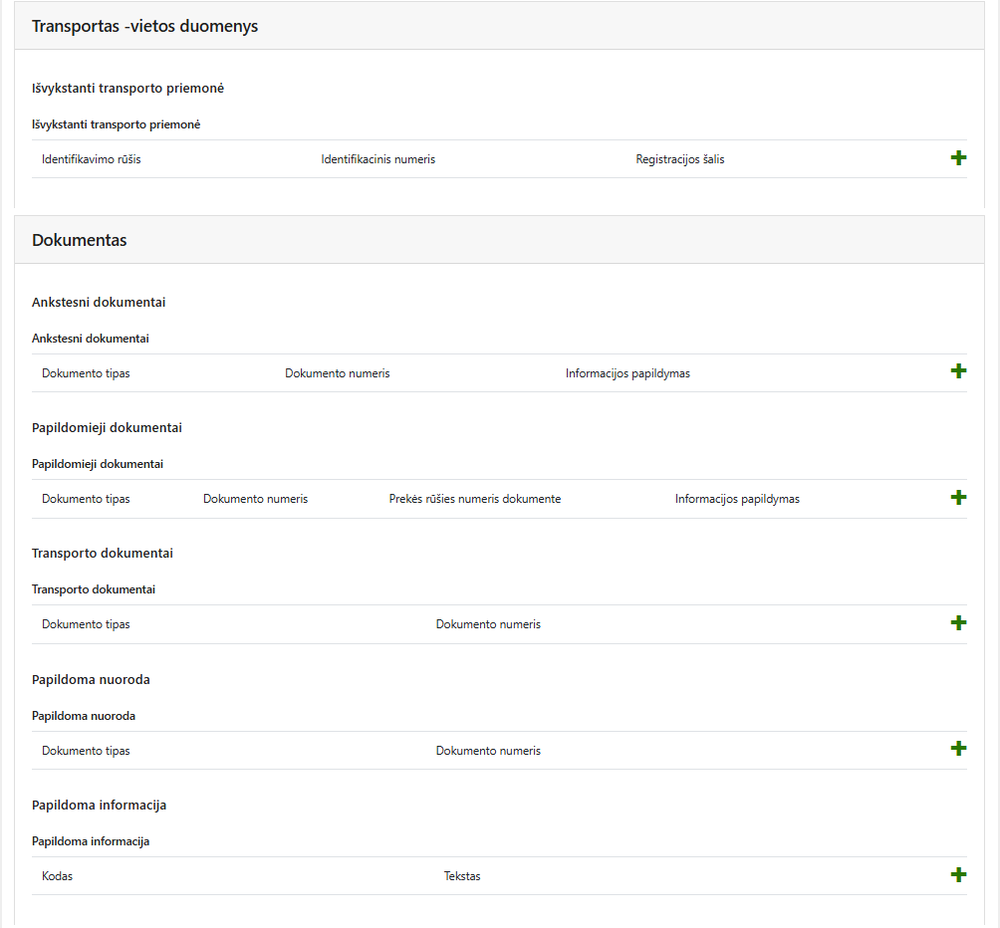 Transportas -vietos duomenys
Išvykstanti transporto priemonė
Išvykstanti transporto priemonė
Identifikavimo rūšis Identifikacinis numeris Registracijos šalis
Dokumentas
Ankstesni dokumentai
Ankstesni dokumentai
Dokumento tipas Dokumento numeris Informacijos papildymas
Papildomieji dokumentai
Papildomieji dokumentai
Dokumento tipas Dokumento numeris Prekės rūšies numeris dokumente Informacijos papildymas
Transporto dokumentai
Transporto dokumentai
Dokumento tipas Dokumento numeris
Papildoma nuoroda
Papildoma nuoroda
Dokumento tipas Dokumento numeris
Papildoma informacija
Papildoma informacija
Kodas Tekstas